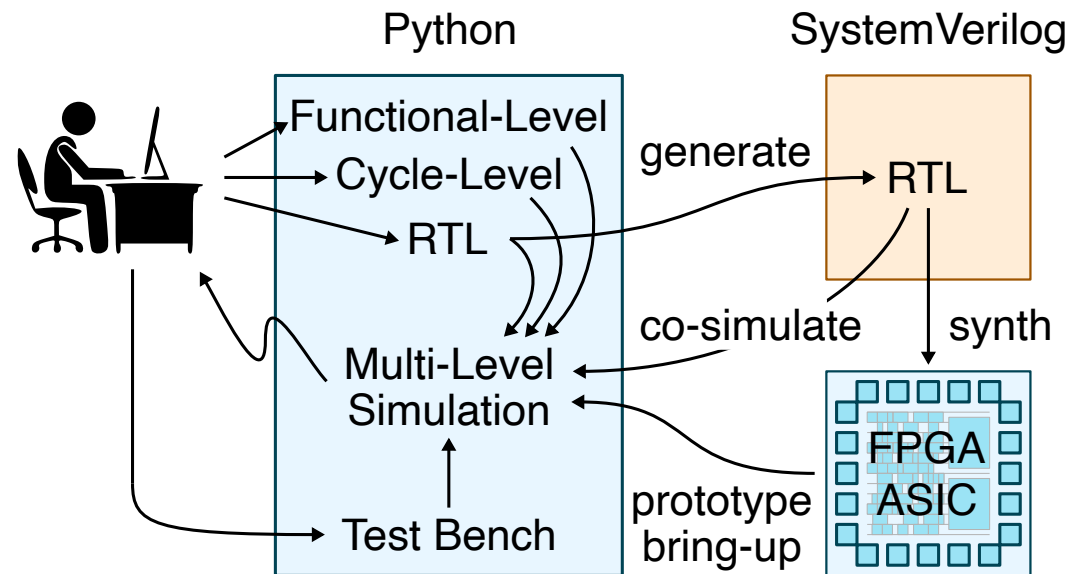 Python
SystemVerilog
Functional-Level
Cycle-Level
RTL
generate
RTL
co-simulate
synth
Multi-Level
Simulation
FPGA
ASIC
prototype
bring-up
Test Bench